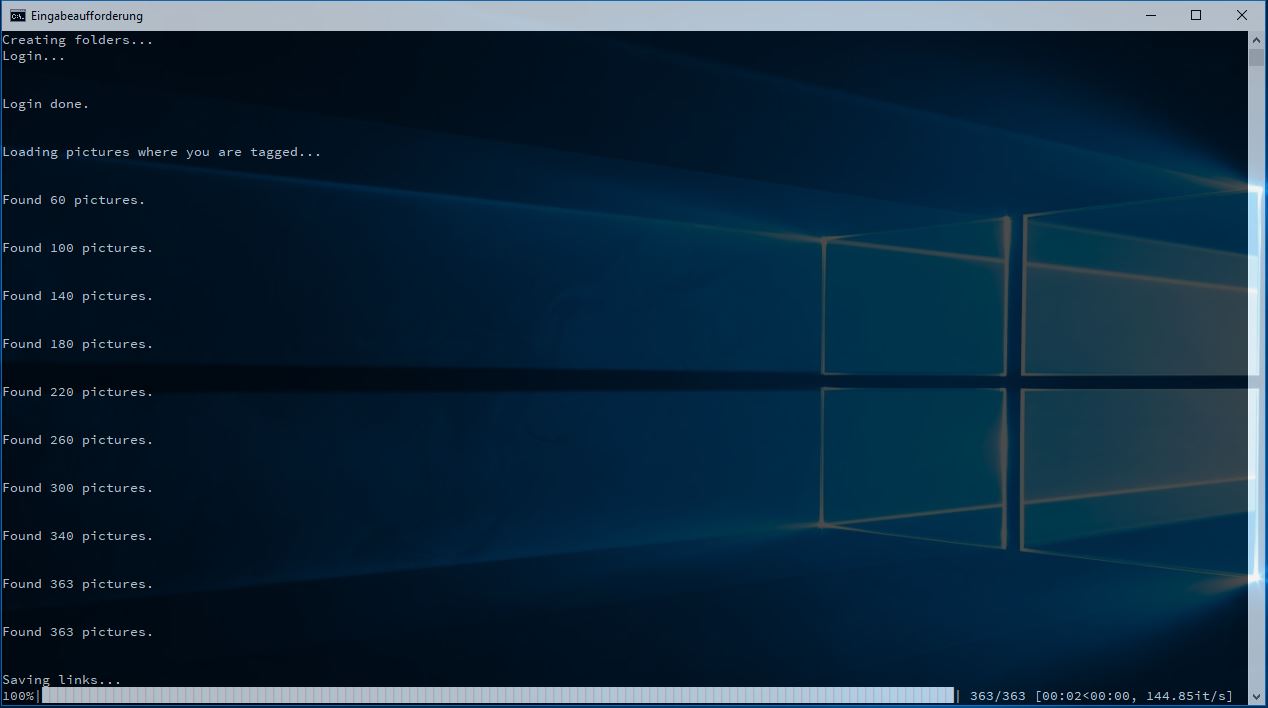 Eingabeaufforderung
Creating folders...
Login...
Login done.
Loading pictures where you are tagged...
Found 60 pictures.
Found 100 pictures.
Found 140 pictures.
Found 180 pictures.
Found 220 pictures.
Found 260 pictures.
Found 300 pictures.
Found 340 pictures.
Found 363 pictures.
Found 363 pictures.
Saving links...
100%| | 363/363 [00:02<00:00, 144.85it/s]